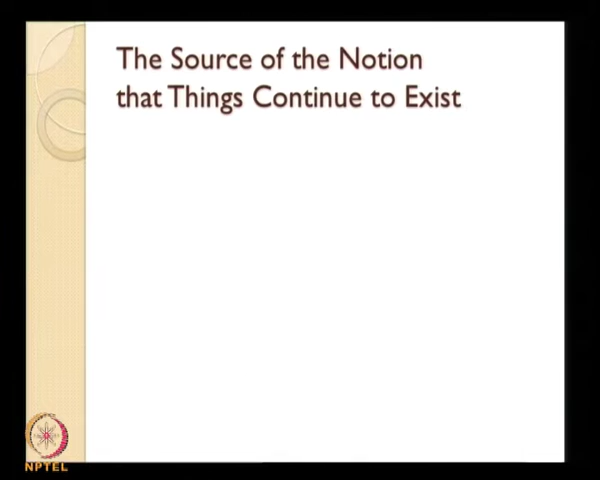 The Source of the Notion
that Things Continue to Exist
NPTEL